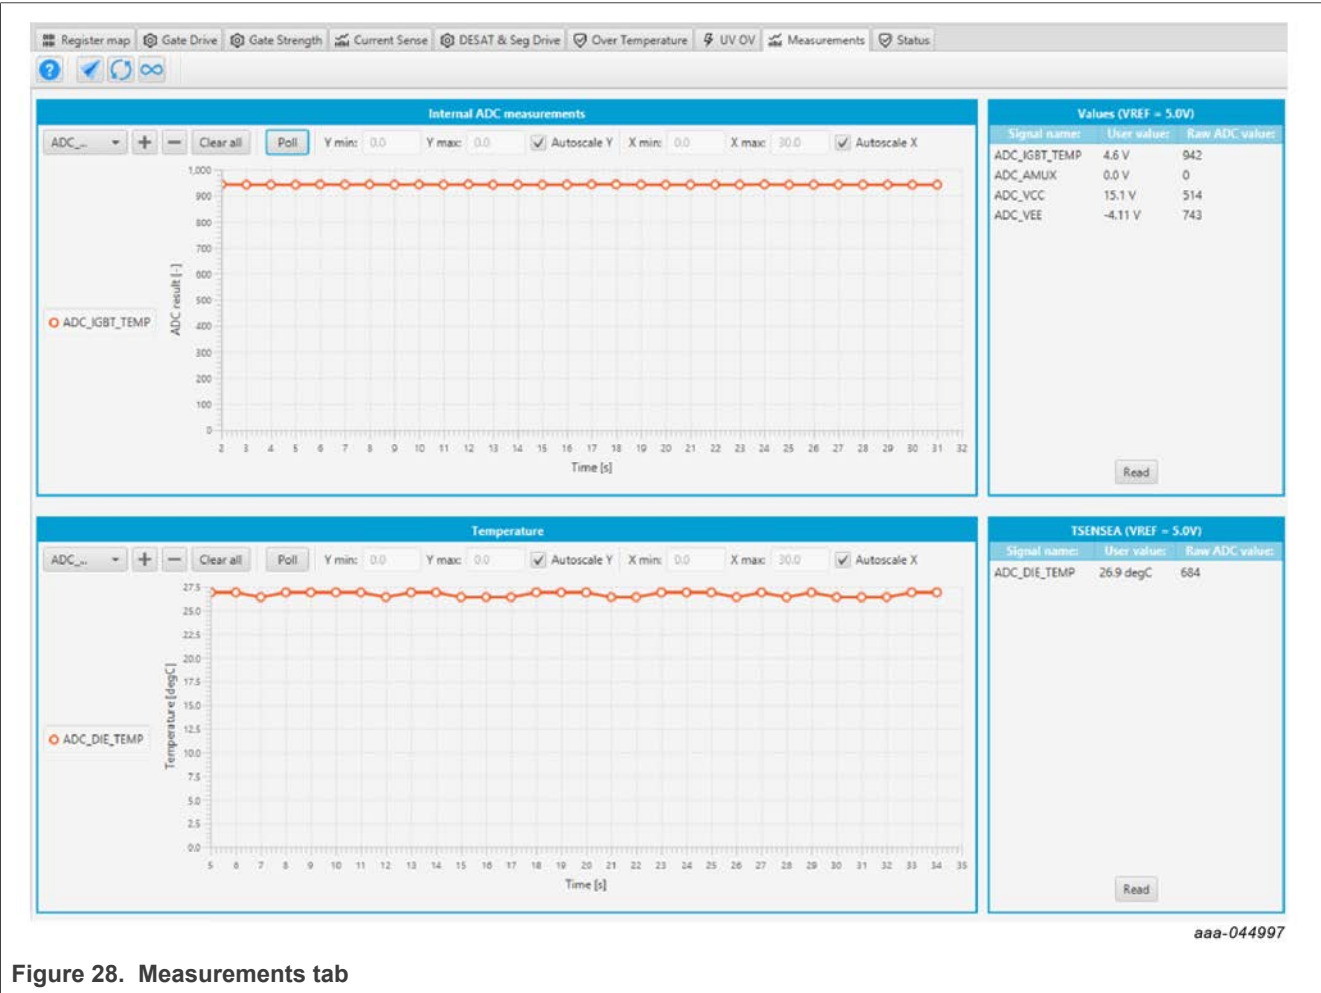 Register map Gate Drive Gate Strength Current Sense DESAT & Seg Drive Over Temperature UV OV Measurements Status
Internal ADC measurements
ADC_... + − Clear all Poll Y min: 0.0 Y max: 0.0 Autoscale Y X min: 0.0 X max: 30.0 Autoscale X
1,000
900
800
700
600
500
400
300
200
100
0
ADC result [-]
ADC_IGBT_TEMP
2 3 4 5 6 7 8 9 10 11 12 13 14 15 16 17 18 19 20 21 22 23 24 25 26 27 28 29 30 31 32
Time [s]
Values (VREF = 5.0V)
Signal name: User value: Raw ADC value:
ADC_IGBT_TEMP 4.6 V 942
ADC_AMUX 0.0 V 0
ADC_VCC 15.1 V 514
ADC_VEE -4.11 V 743
Read
Temperature
ADC_... + − Clear all Poll Y min: 0.0 Y max: 0.0 Autoscale Y X min: 0.0 X max: 30.0 Autoscale X
27.5
25.0
22.5
20.0
17.5
15.0
12.5
10.0
7.5
5.0
2.5
0.0
Temperature [degC]
ADC_DIE_TEMP
5 6 7 8 9 10 11 12 13 14 15 16 17 18 19 20 21 22 23 24 25 26 27 28 29 30 31 32 33 34 35
Time [s]
TSENSEA (VREF = 5.0V)
Signal name: User value: Raw ADC value:
ADC_DIE_TEMP 26.9 degC 684
Read
aaa-044997
Figure 28. Measurements tab